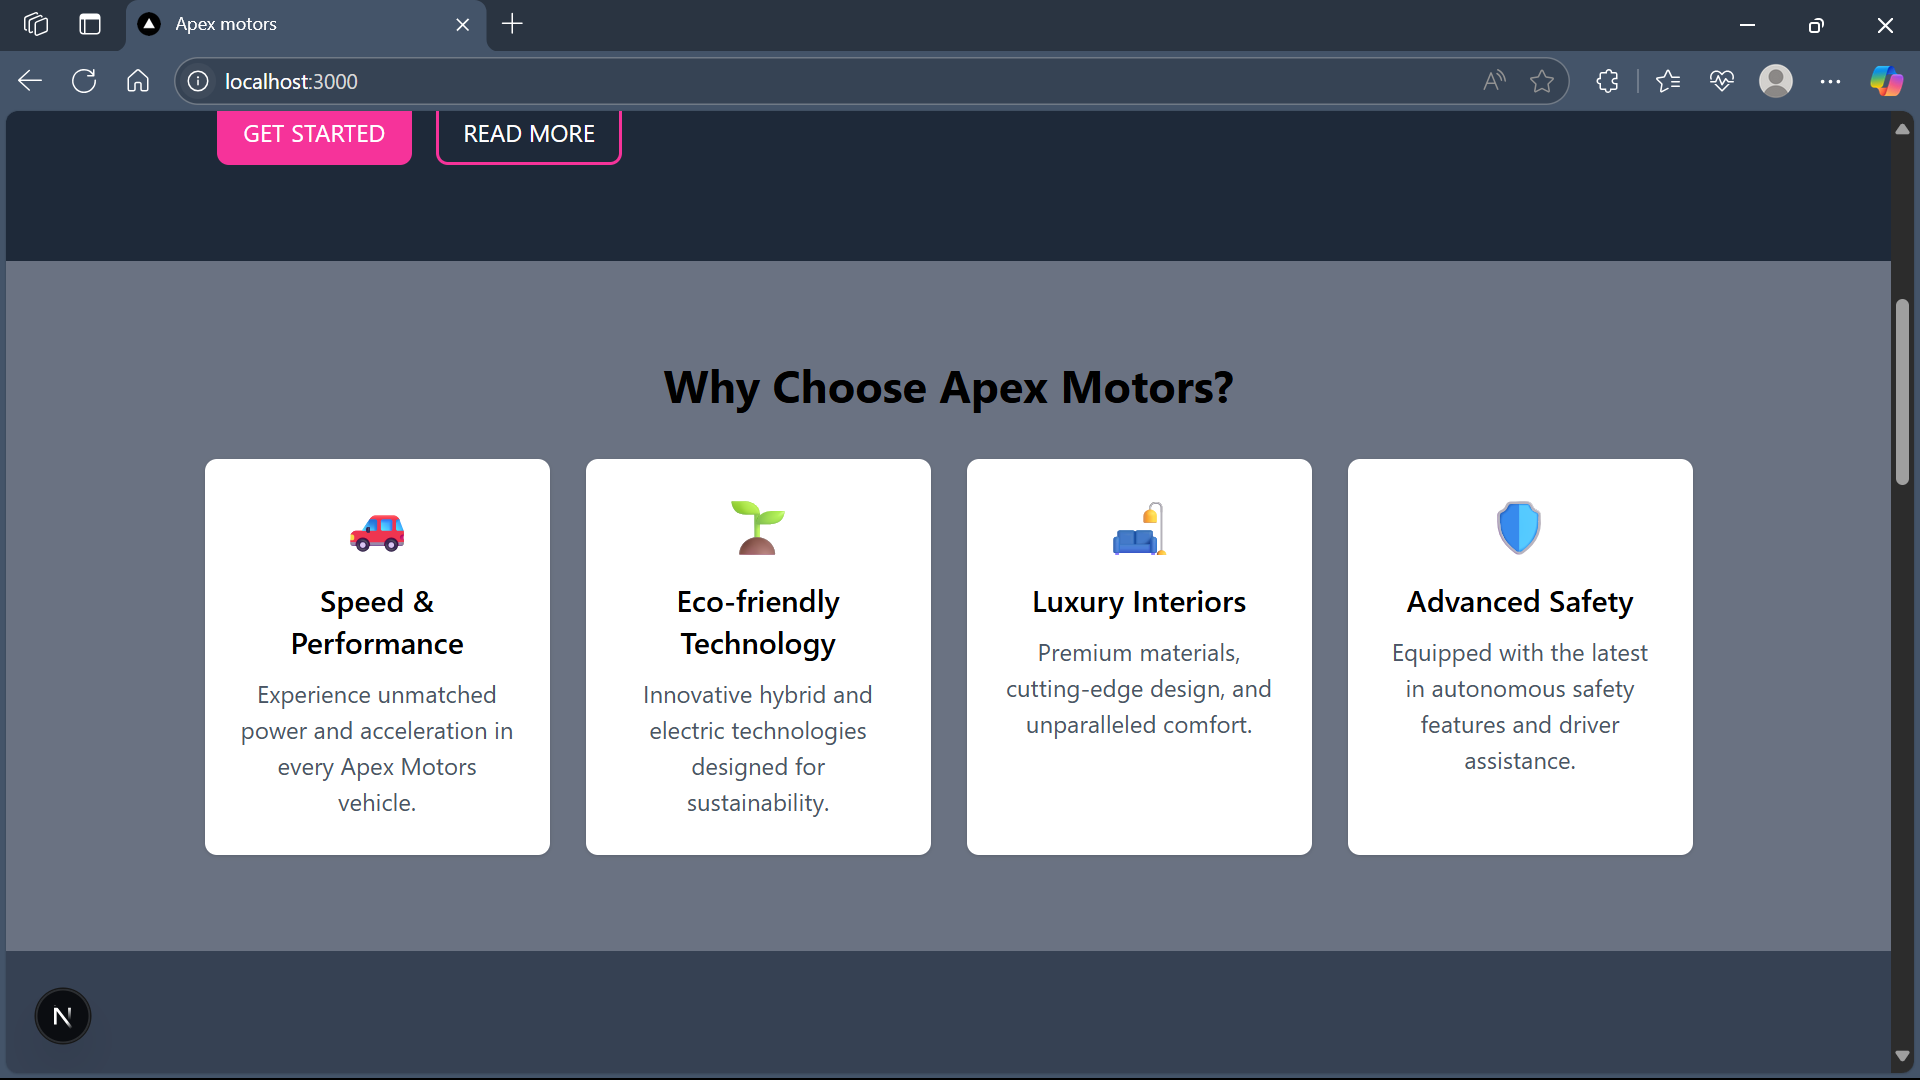 Apex motors
localhost:3000
GET STARTED
READ MORE
Why Choose Apex Motors?
Speed &
Performance
Experience unmatched
power and acceleration in
every Apex Motors
vehicle.
Eco-friendly
Technology
Innovative hybrid and
electric technologies
designed for
sustainability.
Luxury Interiors
Premium materials,
cutting-edge design, and
unparalleled comfort.
Advanced Safety
Equipped with the latest
in autonomous safety
features and driver
assistance.
N